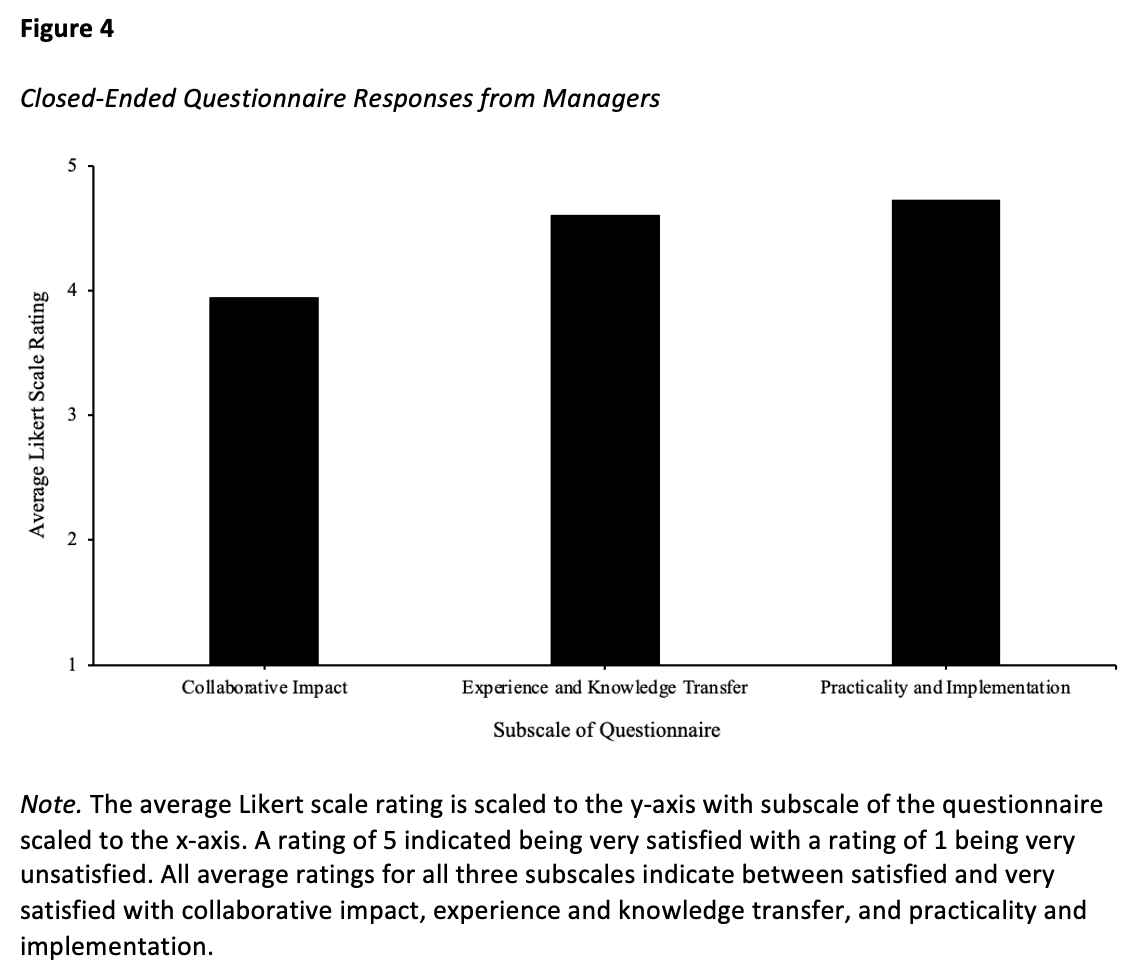 Figure 4
Closed-Ended Questionnaire Responses from Managers
5
4
3
2
1
Average Likert Scale Rating
Collaborative Impact
Experience and Knowledge Transfer
Practicality and Implementation
Subscale of Questionnaire
Note. The average Likert scale rating is scaled to the y-axis with subscale of the questionnaire
scaled to the x-axis. A rating of 5 indicated being very satisfied with a rating of 1 being very
unsatisfied. All average ratings for all three subscales indicate between satisfied and very
satisfied with collaborative impact, experience and knowledge transfer, and practicality and
implementation.